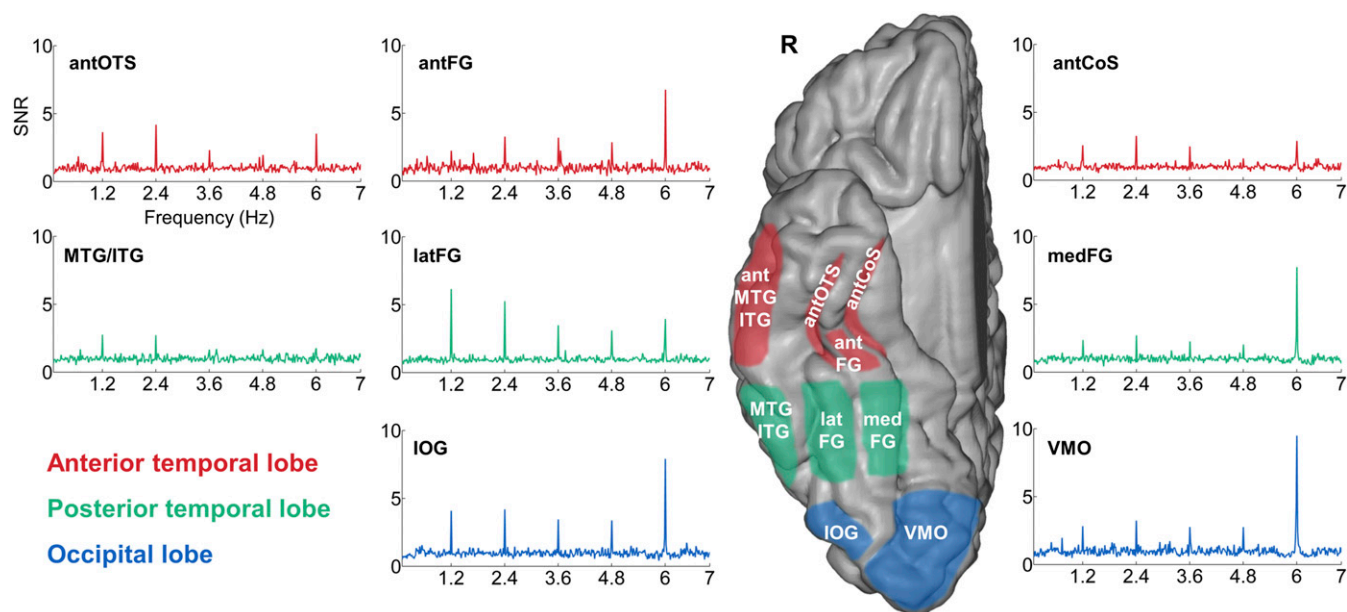 10
antOTS
SNR
5
0
1.2 2.4 3.6 4.8 6 7
Frequency (Hz)
10
antFG
5
0
1.2 2.4 3.6 4.8 6 7
R
10
antCoS
5
0
1.2 2.4 3.6 4.8 6 7
10
MTG/ITG
5
0
1.2 2.4 3.6 4.8 6 7
10
latFG
5
0
1.2 2.4 3.6 4.8 6 7
ant
MTG
ITG
antOTS
antCoS
ant
FG
MTG
ITG
lat
FG
med
FG
IOG
VMO
10
medFG
5
0
1.2 2.4 3.6 4.8 6 7
Anterior temporal lobe
Posterior temporal lobe
Occipital lobe
10
IOG
5
0
1.2 2.4 3.6 4.8 6 7
10
VMO
5
0
1.2 2.4 3.6 4.8 6 7